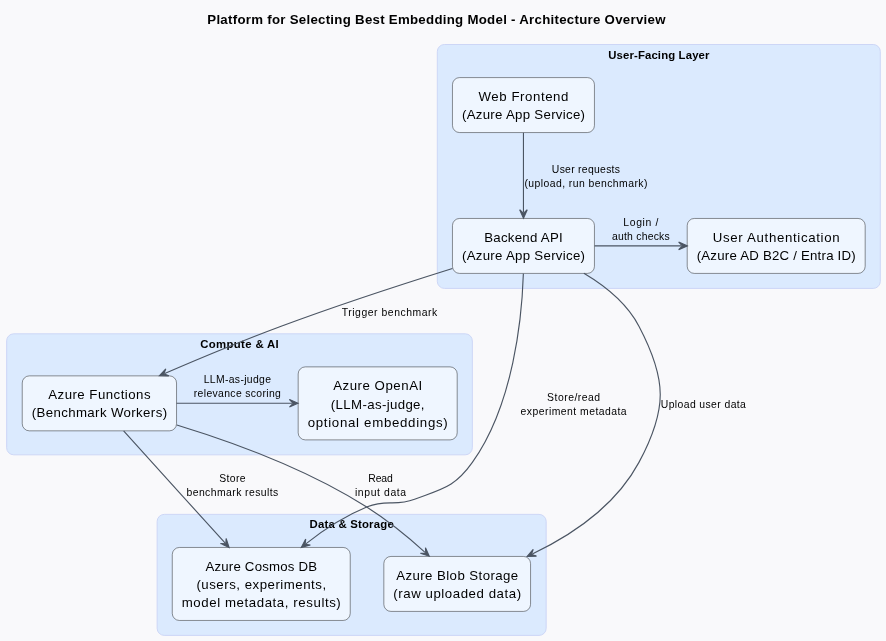 Platform for Selecting Best Embedding Model - Architecture Overview
User-Facing Layer
Web Frontend
(Azure App Service)
User requests
(upload, run benchmark)
Backend API
(Azure App Service)
Login /
auth checks
User Authentication
(Azure AD B2C / Entra ID)
Trigger benchmark
Compute & AI
Azure Functions
(Benchmark Workers)
LLM-as-judge
relevance scoring
Azure OpenAI
(LLM-as-judge,
optional embeddings)
Store/read
experiment metadata
Upload user data
Store
benchmark results
Read
input data
Data & Storage
Azure Cosmos DB
(users, experiments,
model metadata, results)
Azure Blob Storage
(raw uploaded data)